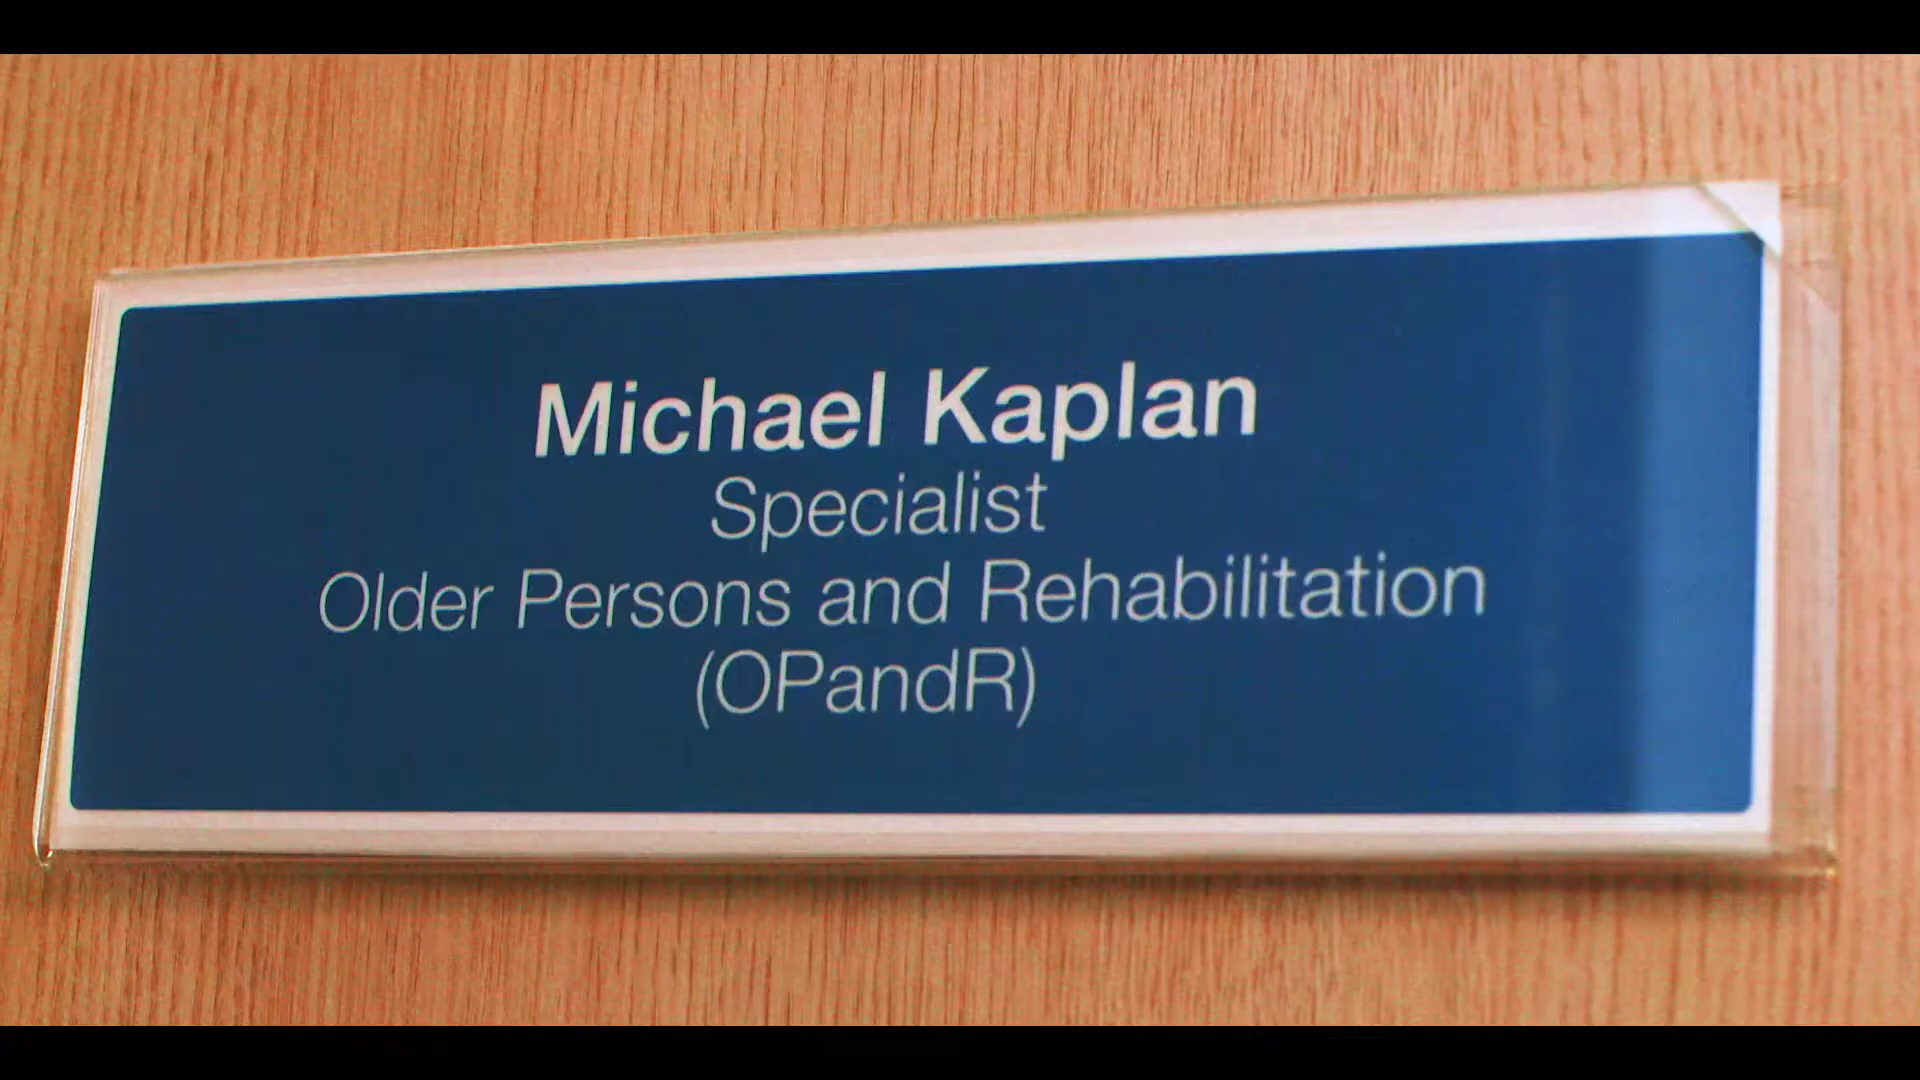 Michael Kaplan
Specialist
Older Persons and Rehabilitation
(OPandR)